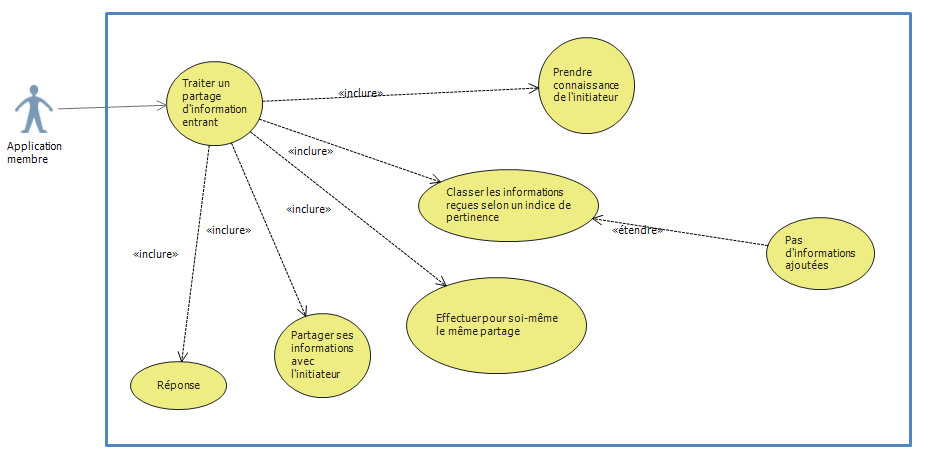 Application
membre
Traiter un
partage
d'information
entrant
«inclure»
Prendre
connaissance
de l'initiateur
«inclure»
Classer les informations
reçues selon un indice de
pertinence
«étendre»
Pas
d'informations
ajoutées
«inclure»
Effectuer pour soi-même
le même partage
«inclure»
Partager ses
informations
avec
l'initiateur
«inclure»
Réponse